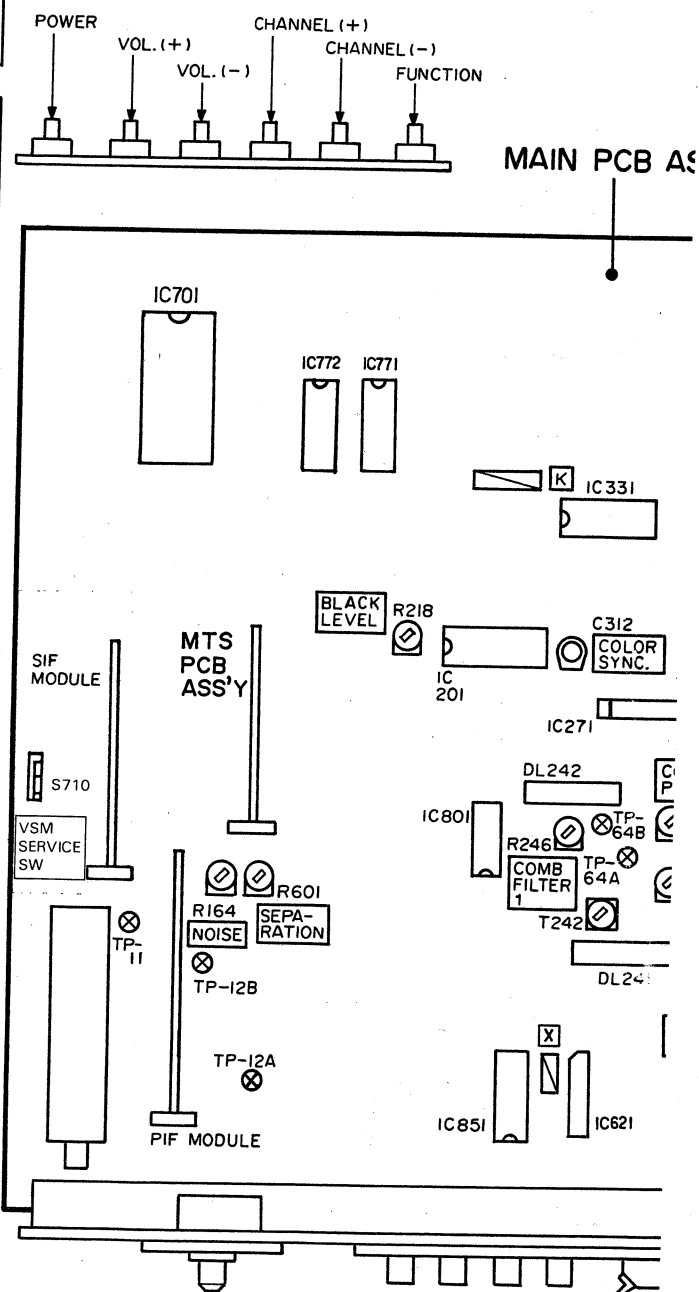 POWER
CHANNEL (+)
VOL. (+)
CHANNEL (-)
VOL. (-)
FUNCTION
MAIN PCB
IC701
IC772
IC771
K
IC331
BLACK
LEVEL
R218
C312
COLOR
SYNC.
IC
201
MTS
PCB
ASS'Y
SIF
MODULE
IC271
S710
DL242
IC801
TP-
64B
R246
VSM
SERVICE
SW
COMB
FILTER
1
TP-
64A
T242
R601
R164
SEPA-
RATION
NOISE
TP-
11
TP-12B
DL24
X
TP-12A
IC851
IC621
PIF MODULE